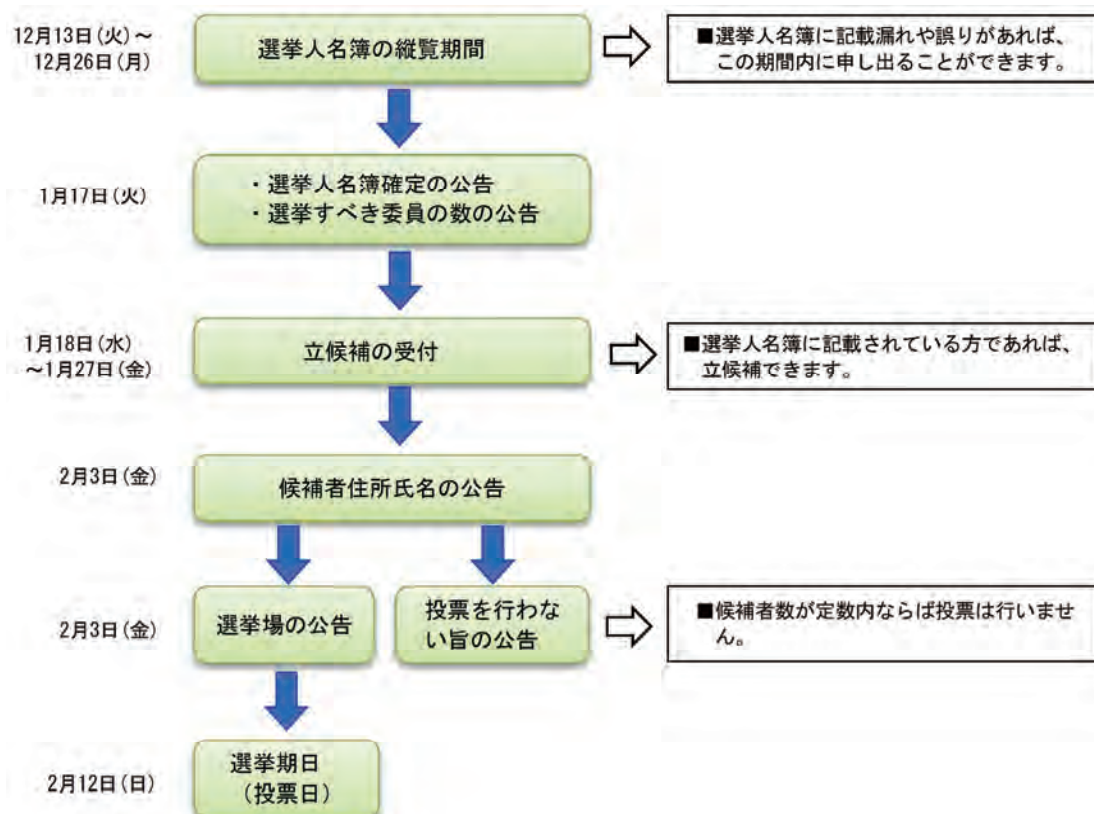 12月13日(火)～
12月26日(月)
選挙人名簿の縦覧期間
■選挙人名簿に記載漏れや誤りがあれば、
この期間内に申し出ることができます。
1月17日(火)
・選挙人名簿確定の公告
・選挙すべき委員の数の公告
1月18日(水)
～1月27日(金)
立候補の受付
■選挙人名簿に記載されている方であれば、
立候補できます。
2月3日(金)
候補者住所氏名の公告
2月3日(金)
選挙場の公告
投票を行わな
い旨の公告
■候補者数が定数内ならば投票は行いませ
ん。
2月12日(日)
選挙期日
（投票日）